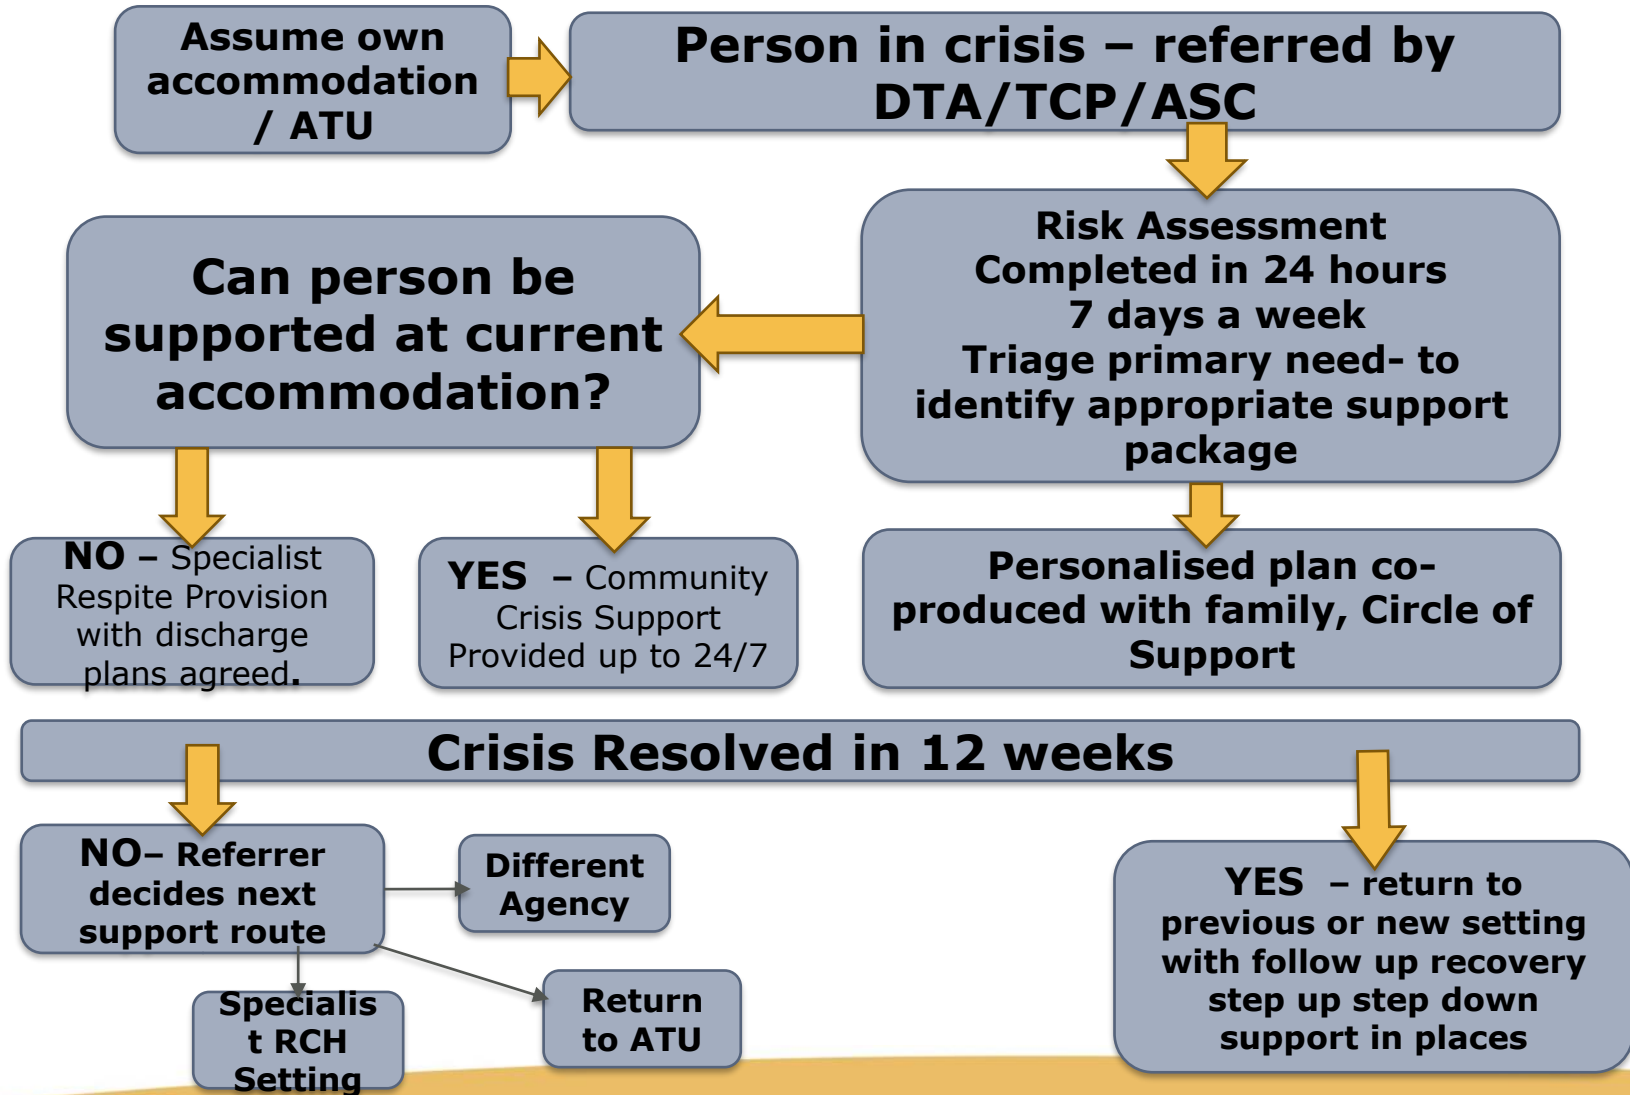 Assume own
accommodation
/ ATU
Person in crisis – referred by
DTA/TCP/ASC
Risk Assessment
Completed in 24 hours
7 days a week
Triage primary need- to
identify appropriate support
package
Can person be
supported at current
accommodation?
NO – Specialist
Respite Provision
with discharge
plans agreed.
YES – Community
Crisis Support
Provided up to 24/7
Personalised plan co-
produced with family, Circle of
Support
Crisis Resolved in 12 weeks
NO– Referrer
decides next
support route
Different
Agency
Specialis
t RCH
Setting
Return
to ATU
YES – return to
previous or new setting
with follow up recovery
step up step down
support in places